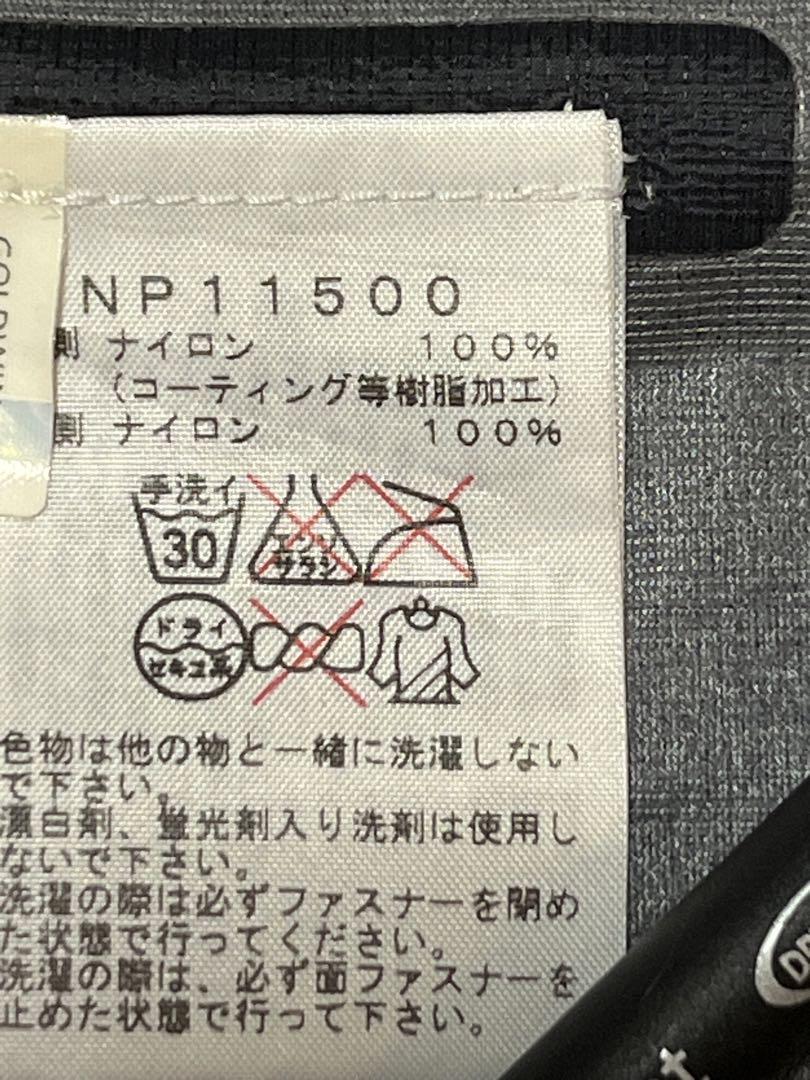 NP11500
側 ナイロン 100%
(コーティング等樹脂加工)
側 ナイロン 100%
手洗イ
30
エンソ
サラシ
ドライ
セキユ系
色物は他の物と一緒に洗濯しない
で下さい。
漂白剤、蛍光剤入り洗剤は使用し
ないで下さい。
洗濯の際は必ずファスナーを閉め
た状態で行ってください。
洗濯の際は、必ず面ファスナーを
止めた状態で行って下さい。